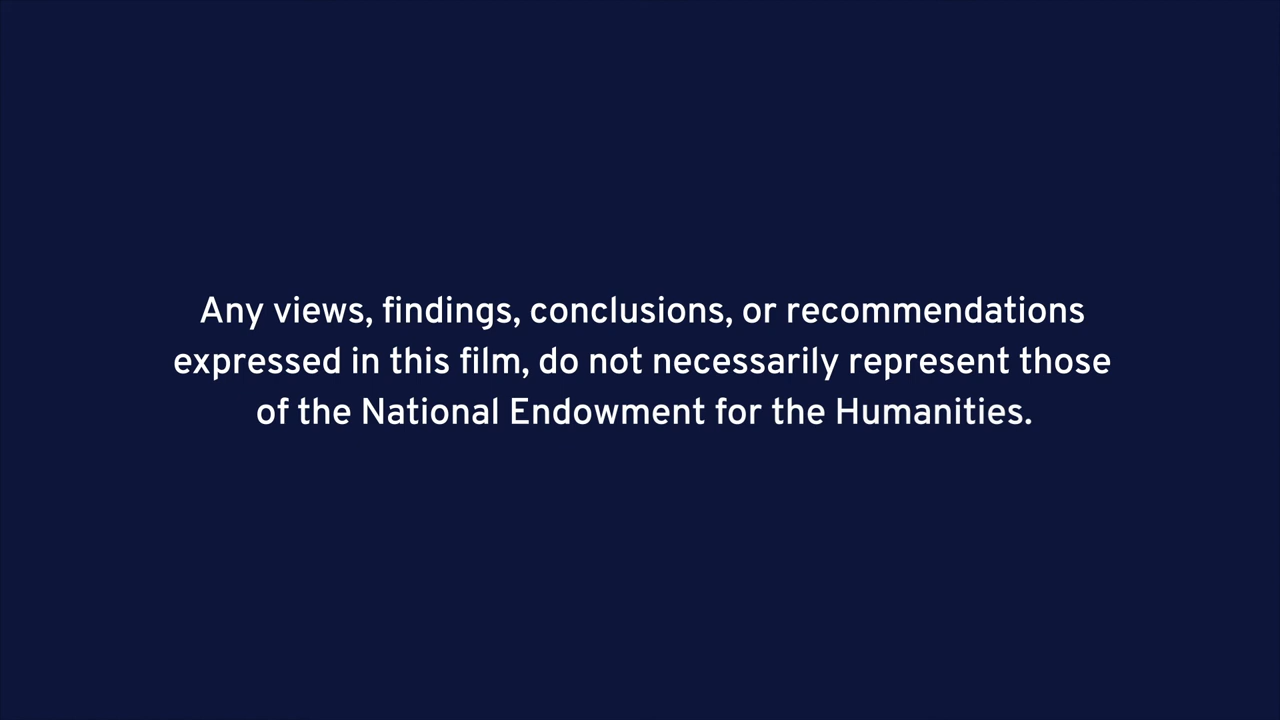 Any views, findings, conclusions, or recommendations
expressed in this film, do not necessarily represent those
of the National Endowment for the Humanities.